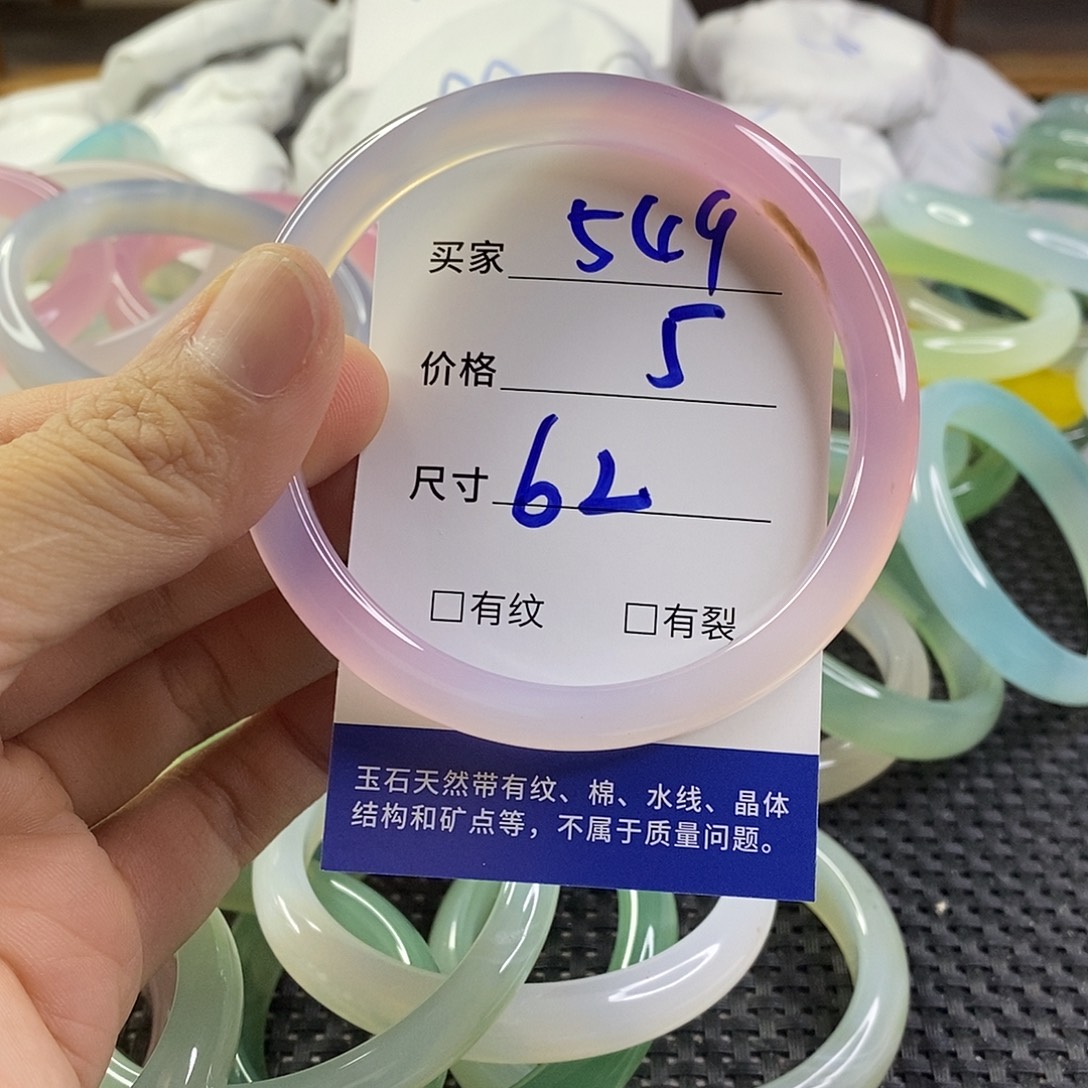 买家 549
价格 5
尺寸 62
□有纹 □有裂
玉石天然带有纹、棉、水线、晶体
结构和矿点等，不属于质量问题。